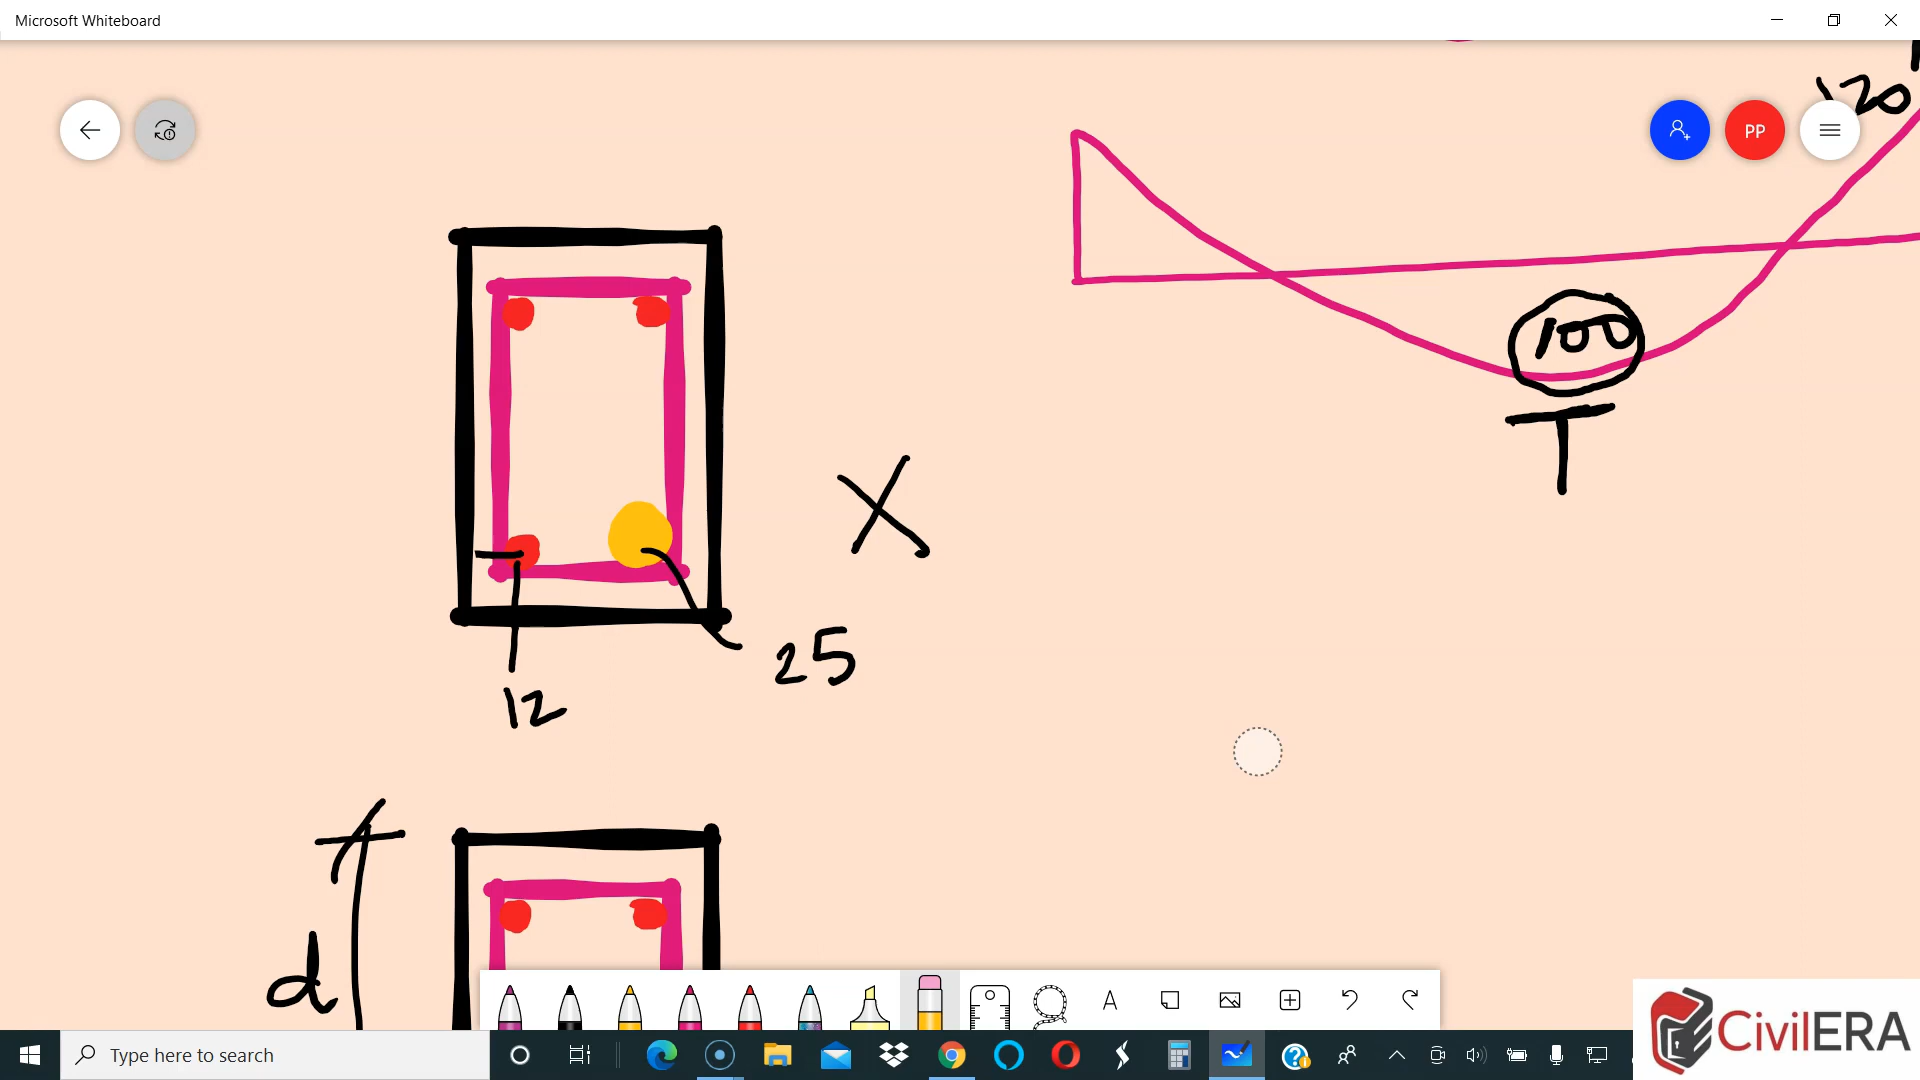 Microsoft Whiteboard
120
PP
100
T
X
25
12
d
A
Type here to search
CivilERA